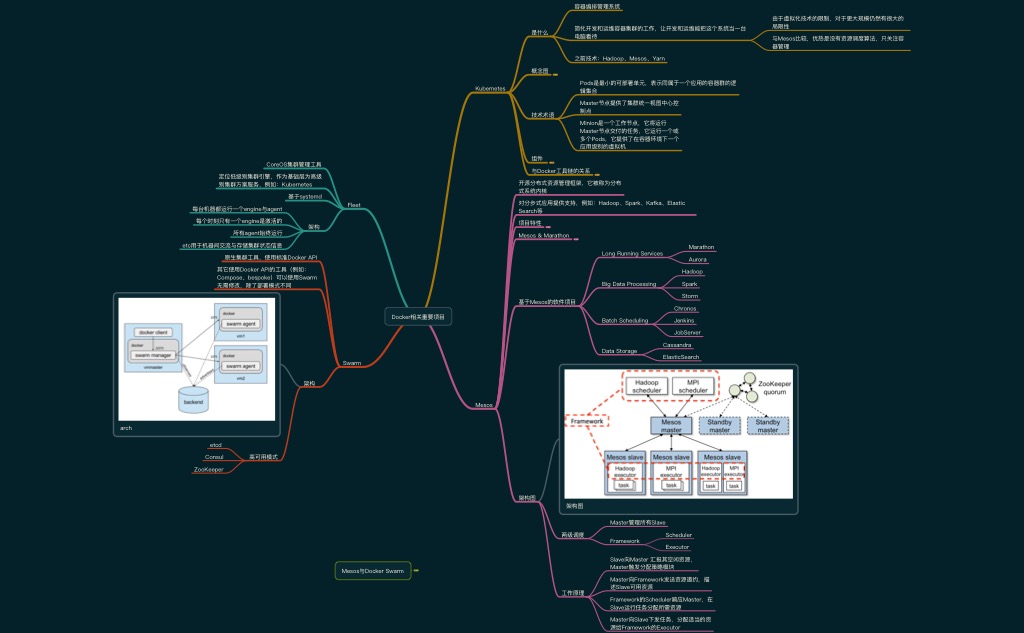 Docker相关重要项目
Kubernetes
是什么
容器编排管理系统
简化开发和运维容器集群的工作，让开发和运维能把这个系统当一台
电脑看待
由于虚拟化技术的限制，对于更大规模仍然有很大的
局限性
与Mesos比较，优势是没有资源调度算法，只关注容
器管理
之前技术：Hadoop、Mesos、Yarn
概念图
技术术语
Pods是最小的可部署单元，表示同属于一个应用的容器群的逻
辑集合
Master节点提供了集群统一视图中心控
制点
Minion是一个工作节点，它将运行
Master节点交付的任务，它运行一个或
多个Pods，它提供了在容器环境下一个
应用级别的虚拟机
组件
与Docker工具链的关系
Fleet
CoreOS集群管理工具
定位低级别集群引擎，作为基础层为高级
别集群方案服务，例如：Kubernetes
基于systemd
架构
每台机器都运行一个engine与agent
每个时刻只有一个engine是激活的
所有agent始终运行
etcd用于机器间交流与存储集群状态信息
Swarm
原生集群工具，使用标准Docker API
其它使用Docker API的工具（例如：
Compose、bespoke）可以使用Swarm
无需修改，除了部署模式不同
架构
docker client
docker
swarm manager
vmmaster
docker
swarm agent
vm1
docker
swarm agent
vm2
backend
arch
高可用模式
etcd
Consul
ZooKeeper
Mesos
开源分布式资源管理框架，它被称为分布
式系统内核
对分步式应用提供支持，例如：Hadoop、Spark、Kafka、Elastic
Search等
项目特性
Mesos & Marathon
基于Mesos的软件项目
Long Running Services
Marathon
Aurora
Big Data Processing
Hadoop
Spark
Storm
Batch Scheduling
Chronos
Jenkins
JobServer
Data Storage
Cassandra
ElasticSearch
架构图
Hadoop
scheduler
MPI
scheduler
ZooKeeper
quorum
Framework
Mesos
master
Standby
master
Standby
master
Mesos slave
Hadoop
executor
task
Mesos slave
MPI
executor
task
Mesos slave
Hadoop
executor
task
MPI
executor
task
架构图
两级调度
Master管理所有Slave
Framework
Scheduler
Executor
工作原理
Slave向Master 汇报其空闲资源，
Master触发分配策略模块
Master向Framework发送资源邀约，描
述Slave可用资源
Framework的Scheduler响应Master，在
Slave运行任务分配所需资源
Master向Slave下发任务，分配适当的资
源给Framework的Executor
Mesos与Docker Swarm